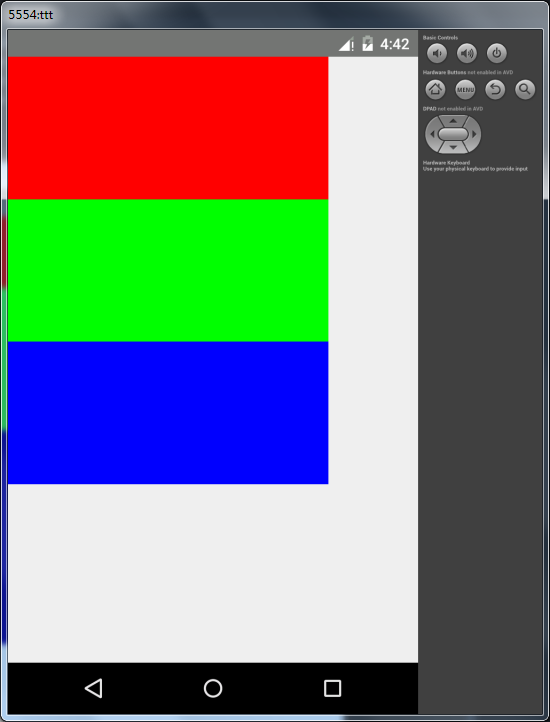 5554:ttt
4:42
Basic Controls
Hardware Buttons not enabled in AVD
MENU
DPAD not enabled in AVD
Hardware Keyboard
Use your physical keyboard to provide input